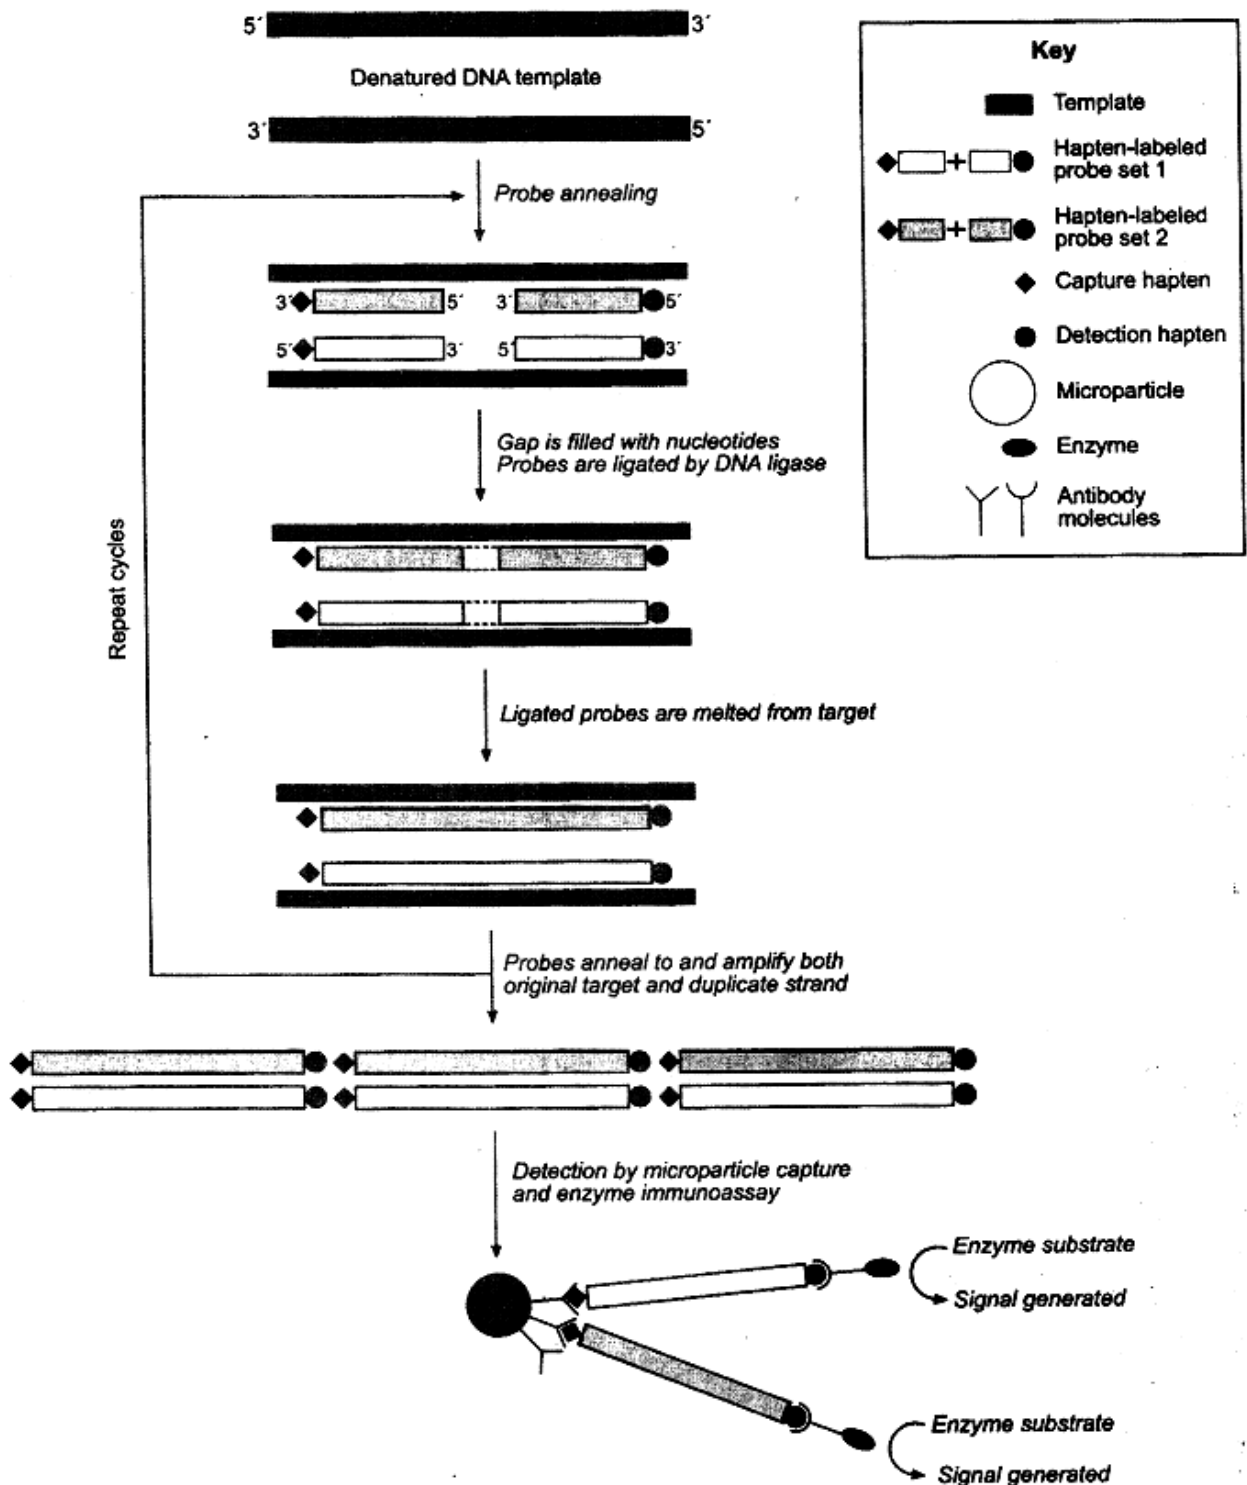 5´ 3´
Denatured DNA template
3´ 5´
Probe annealing
3´ 5´ 3´ 5´
5´ 3´ 5´ 3´
Gap is filled with nucleotides
Probes are ligated by DNA ligase
Repeat cycles
Ligated probes are melted from target
Probes anneal to and amplify both
original target and duplicate strand
Detection by microparticle capture
and enzyme immunoassay
Enzyme substrate
Signal generated
Enzyme substrate
Signal generated
Key
Template
+
Hapten-labeled
probe set 1
+
Hapten-labeled
probe set 2
Capture hapten
Detection hapten
Microparticle
Enzyme
Antibody
molecules